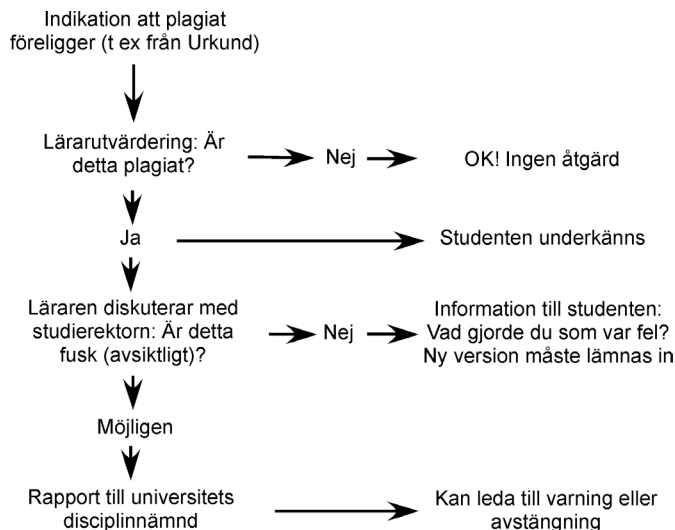 Indikation att plagiat
föreligger (t ex från Urkund)
Lärarutvärdering: Är
detta plagiat?
Nej
OK! Ingen åtgärd
Ja
Studenten underkänns
Läraren diskuterar med
studierektorn: Är detta
fusk (avsiktligt)?
Nej
Information till studenten:
Vad gjorde du som var fel?
Ny version måste lämnas in
Möjligen
Rapport till universitets
disciplinnämnd
Kan leda till varning eller
avstängning